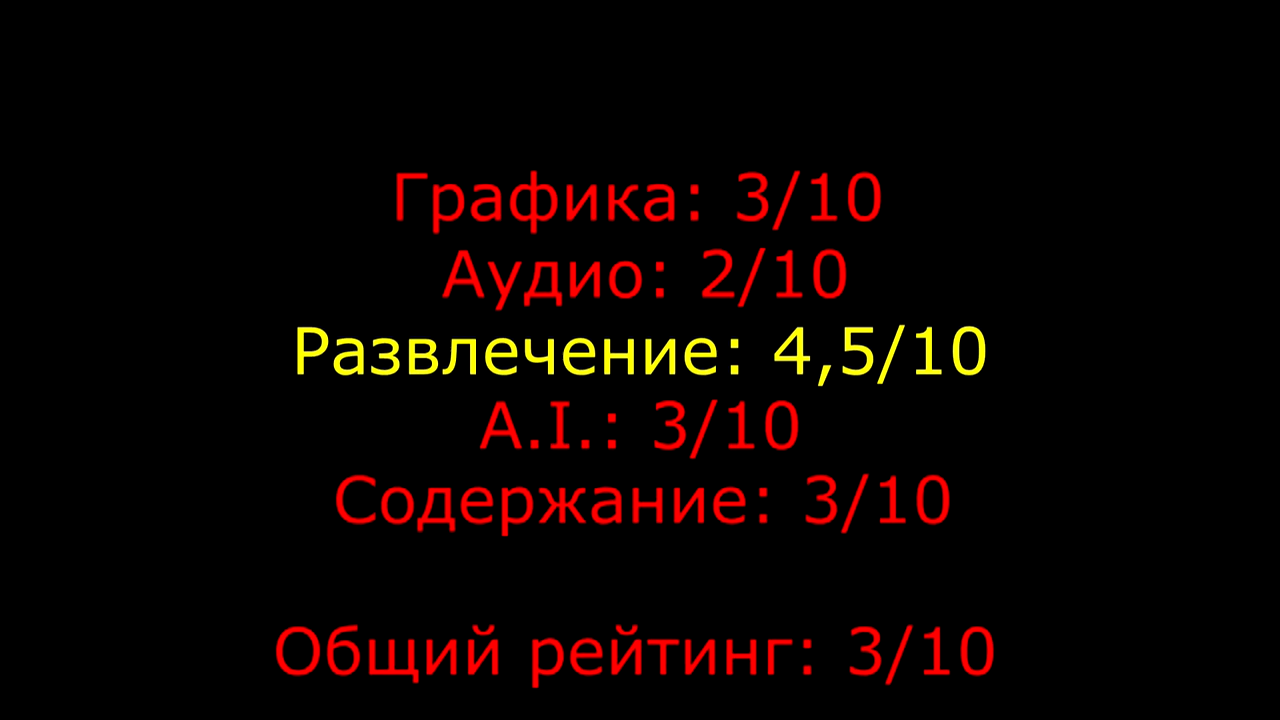 Графика: 3/10
Аудио: 2/10
Развлечение: 4,5/10
A.I.: 3/10
Содержание: 3/10
Общий рейтинг: 3/10